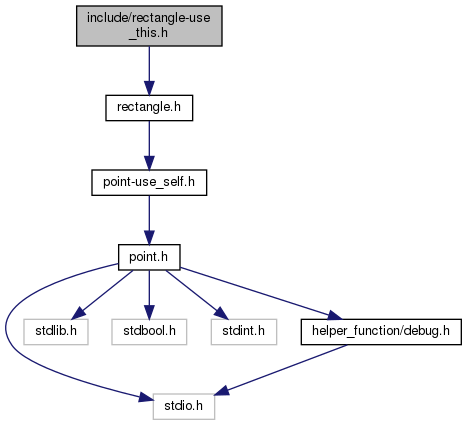 include/rectangle-use
_this.h
rectangle.h
point-use_self.h
point.h
stdlib.h
stdbool.h
stdint.h
helper_function/debug.h
stdio.h